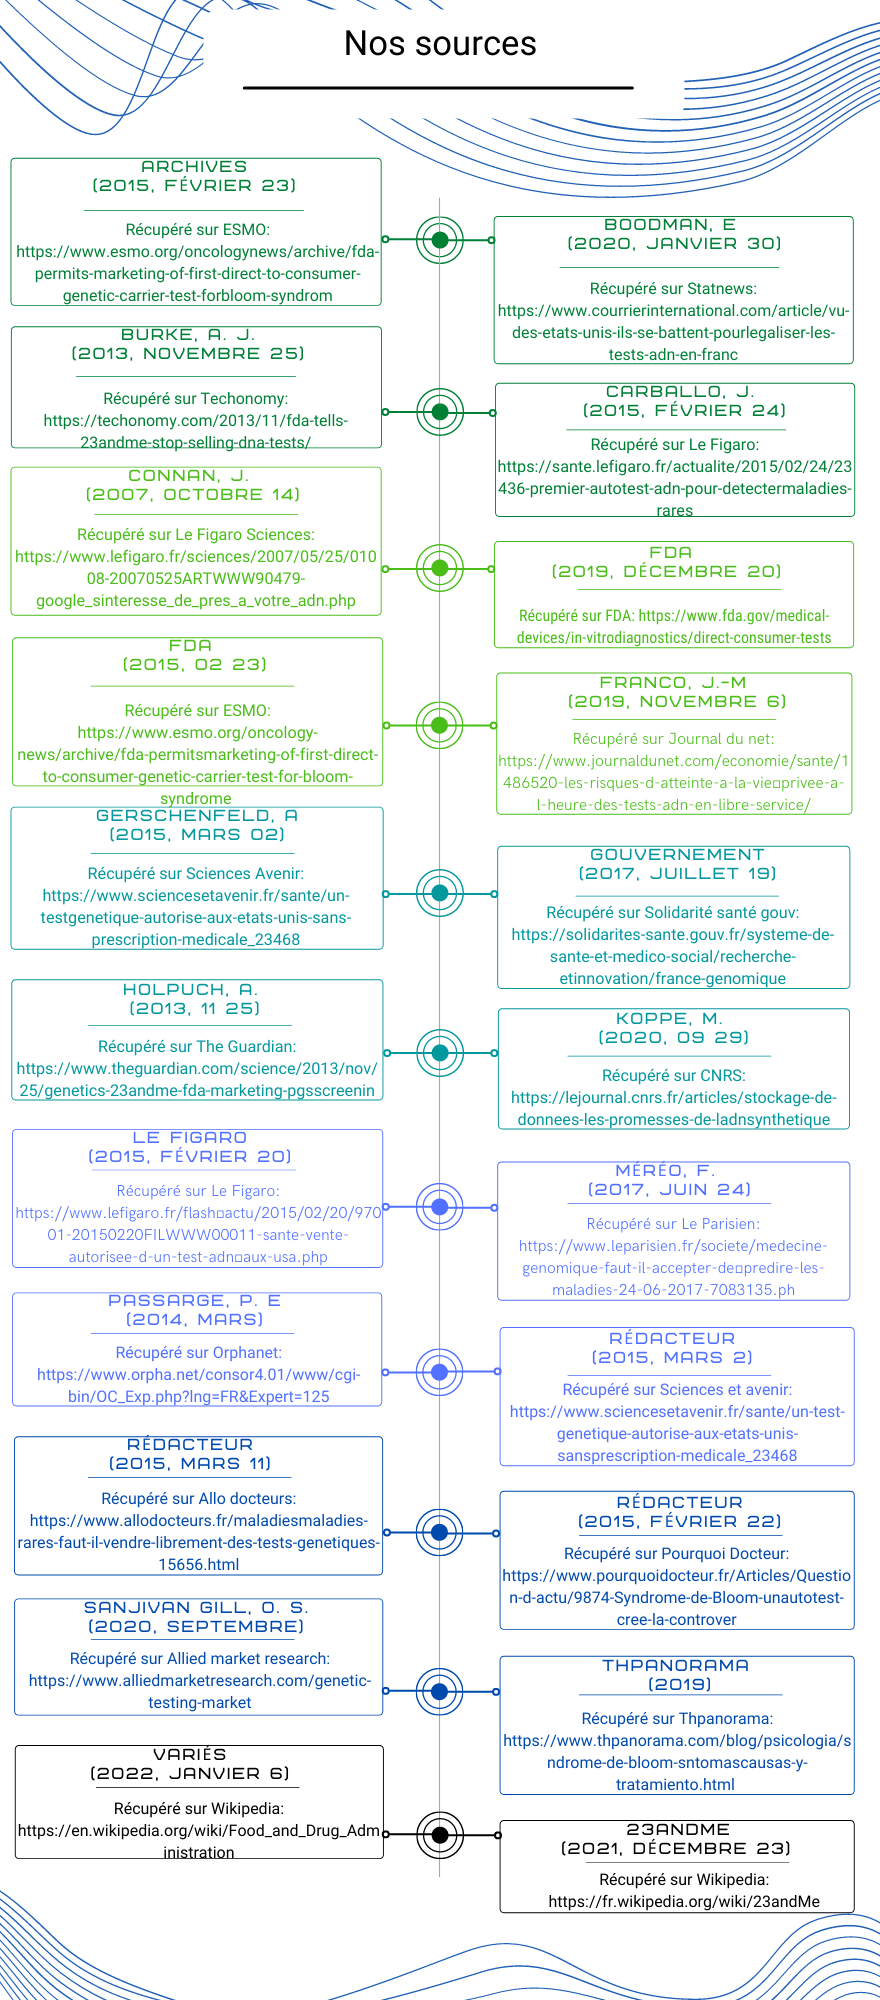 Nos sources
ARCHIVES
(2015, FÉVRIER 23)
Récupéré sur ESMO:
https://www.esmo.org/oncologynews/archive/fda-
permits-marketing-of-first-direct-to-consumer-
genetic-carrier-test-forbloom-syndrom
BOODMAN, E
(2020, JANVIER 30)
Récupéré sur Statnews:
https://www.courrierinternational.com/article/vu-
des-etats-unis-ils-se-battent-pourlegaliser-les-
tests-adn-en-franc
BURKE, A. J.
(2013, NOVEMBRE 25)
Récupéré sur Techonomy:
https://techonomy.com/2013/11/fda-tells-
23andme-stop-selling-dna-tests/
CARBALLO, J.
(2015, FÉVRIER 24)
Récupéré sur Le Figaro:
https://sante.lefigaro.fr/actualite/2015/02/24/23
436-premier-autotest-adn-pour-detectermaladies-
rares
CONNAN, J.
(2007, OCTOBRE 14)
Récupéré sur Le Figaro Sciences:
https://www.lefigaro.fr/sciences/2007/05/25/010
08-20070525ARTWWW90479-
google_sinteresse_de_pres_a_votre_adn.php
FDA
(2019, DÉCEMBRE 20)
Récupéré sur FDA: https://www.fda.gov/medical-
devices/in-vitrodiagnostics/direct-consumer-tests
FDA
(2015, 02 23)
Récupéré sur ESMO:
https://www.esmo.org/oncology-
news/archive/fda-permitsmarketing-of-first-direct-
to-consumer-genetic-carrier-test-for-bloom-
syndrome
FRANCO, J.-M
(2019, NOVEMBRE 6)
Récupéré sur Journal du net:
https://www.journaldunet.com/economie/sante/1
486520-les-risques-d-atteinte-a-la-vie□privee-a-
l-heure-des-tests-adn-en-libre-service/
GERSCHENFELD, A
(2015, MARS 02)
Récupéré sur Sciences Avenir:
https://www.sciencesetavenir.fr/sante/un-
testgenetique-autorise-aux-etats-unis-sans-
prescription-medicale_23468
GOUVERNEMENT
(2017, JUILLET 19)
Récupéré sur Solidarité santé gouv:
https://solidarites-sante.gouv.fr/systeme-de-
sante-et-medico-social/recherche-
etinnovation/france-genomique
HOLPUCH, A.
(2013, 11 25)
Récupéré sur The Guardian:
https://www.theguardian.com/science/2013/nov/
25/genetics-23andme-fda-marketing-pgsscreenin
KOPPE, M.
(2020, 09 29)
Récupéré sur CNRS:
https://lejournal.cnrs.fr/articles/stockage-de-
donnees-les-promesses-de-ladnsynthetique
LE FIGARO
(2015, FÉVRIER 20)
Récupéré sur Le Figaro:
https://www.lefigaro.fr/flash□actu/2015/02/20/970
01-20150220FILWWW00011-sante-vente-
autorisee-d-un-test-adn□aux-usa.php
MÉRÉO, F.
(2017, JUIN 24)
Récupéré sur Le Parisien:
https://www.leparisien.fr/societe/medecine-
genomique-faut-il-accepter-de□predire-les-
maladies-24-06-2017-7083135.ph
PASSARGE, P. E
(2014, MARS)
Récupéré sur Orphanet:
https://www.orpha.net/consor4.01/www/cgi-
bin/OC_Exp.php?lng=FR&Expert=125
RÉDACTEUR
(2015, MARS 2)
Récupéré sur Sciences et avenir:
https://www.sciencesetavenir.fr/sante/un-test-
genetique-autorise-aux-etats-unis-
sansprescription-medicale_23468
RÉDACTEUR
(2015, MARS 11)
Récupéré sur Allo docteurs:
https://www.allodocteurs.fr/maladiesmaladies-
rares-faut-il-vendre-librement-des-tests-genetiques-
15656.html
RÉDACTEUR
(2015, FÉVRIER 22)
Récupéré sur Pourquoi Docteur:
https://www.pourquoidocteur.fr/Articles/Questio
n-d-actu/9874-Syndrome-de-Bloom-unautotest-
cree-la-controver
SANJIVAN GILL, O. S.
(2020, SEPTEMBRE)
Récupéré sur Allied market research:
https://www.alliedmarketresearch.com/genetic-
testing-market
THPANORAMA
(2019)
Récupéré sur Thpanorama:
https://www.thpanorama.com/blog/psicologia/s
ndrome-de-bloom-sntomascausas-y-
tratamiento.html
VARIÉS
(2022, JANVIER 6)
Récupéré sur Wikipedia:
https://en.wikipedia.org/wiki/Food_and_Drug_Adm
inistration
23ANDME
(2021, DÉCEMBRE 23)
Récupéré sur Wikipedia:
https://fr.wikipedia.org/wiki/23andMe